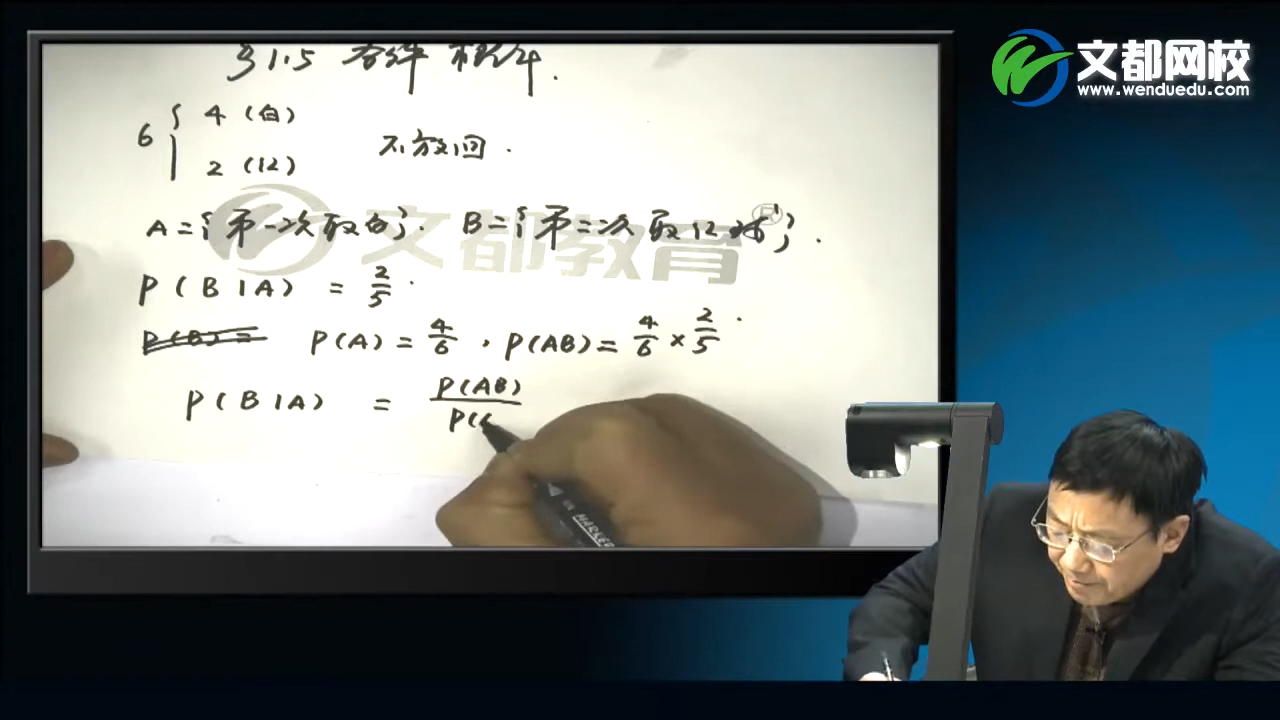 文都网校
www.wenduedu.com
§1.5 条件概率.
6 { 4 (白)
2 (红)
不放回.
A={第一次取白}. B={第二次取红球}.
文都教育
P(B|A) = 2/5.
P(B)= P(A)=4/6, P(AB)=4/6×2/5.
P(B|A) = P(AB)/P(
MARKER